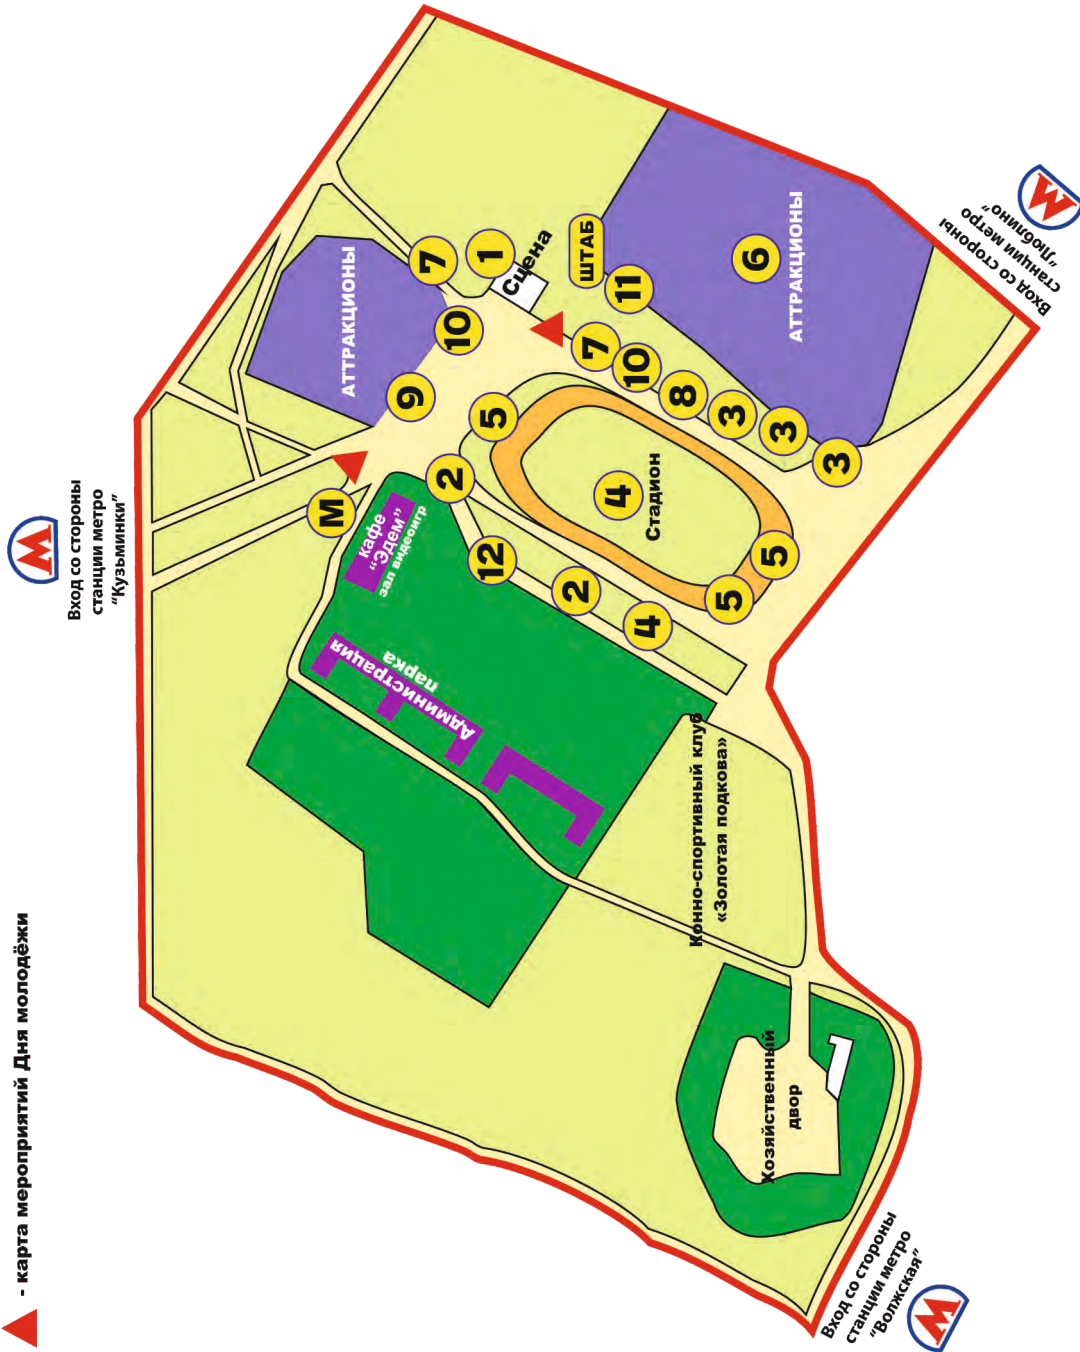 - карта мероприятий Дня молодёжи
М
Вход со стороны
станции метро
“Кузьминки”
М
Вход со стороны
станции метро
“Люблино”
М
Вход со стороны
станции метро
“Волжская”
АТТРАКЦИОНЫ
7
1
Сцена
ШТАБ
11
6
АТТРАКЦИОНЫ
10
9
7
10
8
3
3
3
5
4
Стадион
5
5
М
2
12
2
4
кафе
“Эдем”
зал видеоигр
Администрация
парка
Конно-спортивный клуб
«Золотая подкова»
Хозяйственный
двор